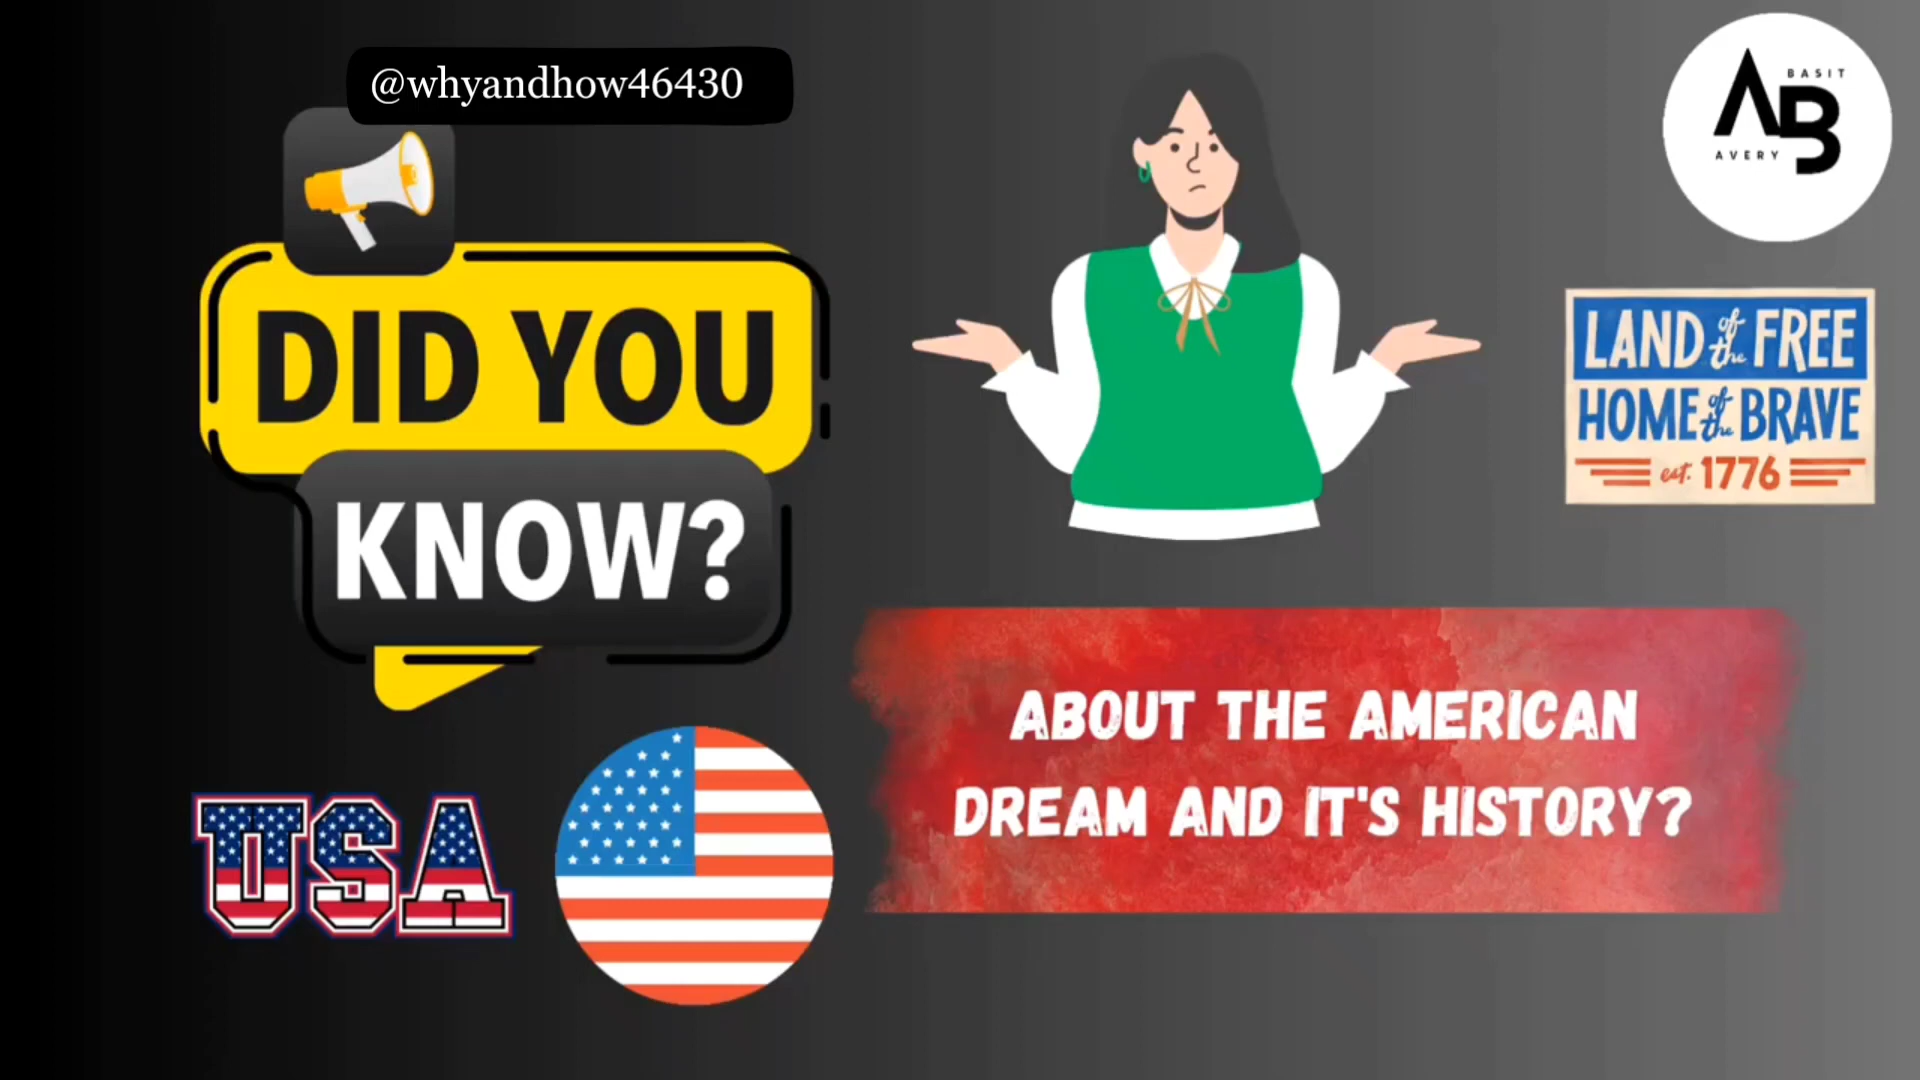 @whyandhow46430
DID YOU
KNOW?
USA
BASIT
AB
AVERY
LAND of the FREE
HOME of the BRAVE
est. 1776
ABOUT THE AMERICAN
DREAM AND IT'S HISTORY?